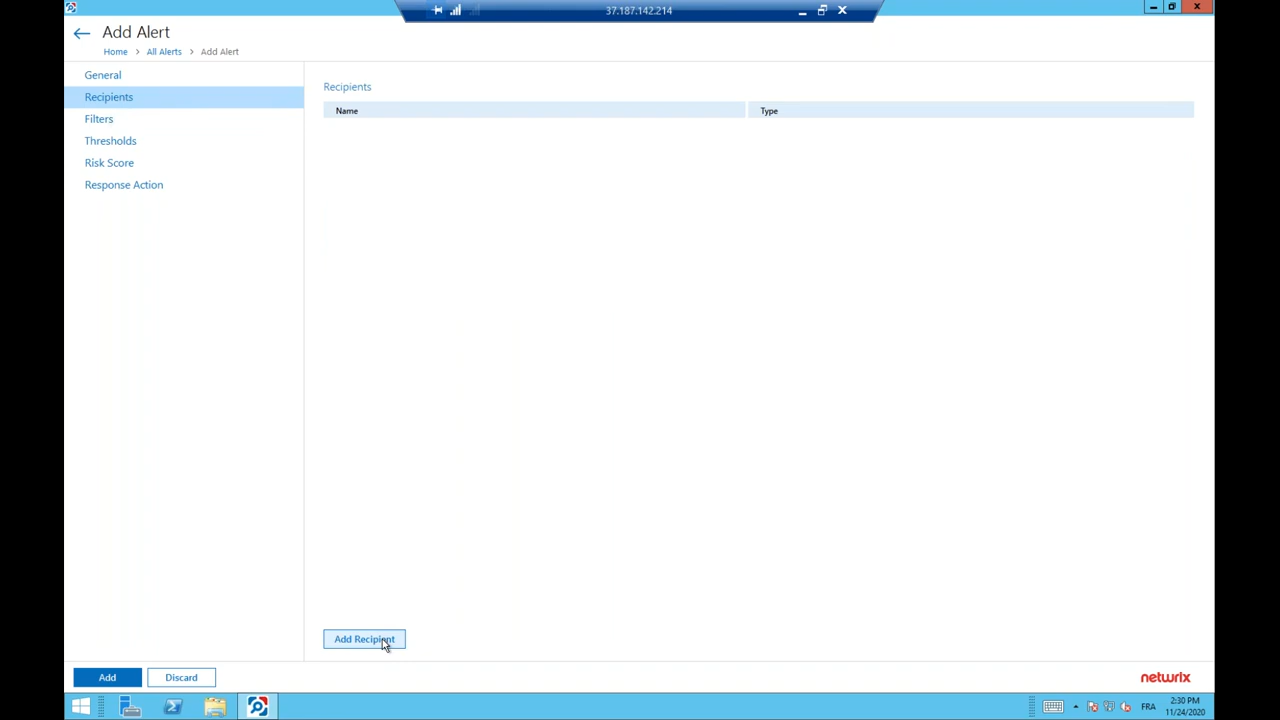 37.187.142.214
Add Alert
Home > All Alerts > Add Alert
General
Recipients
Filters
Thresholds
Risk Score
Response Action
Recipients
Name Type
Add Recipient
Add Discard
netwrix
FRA 2:30 PM
11/24/2020